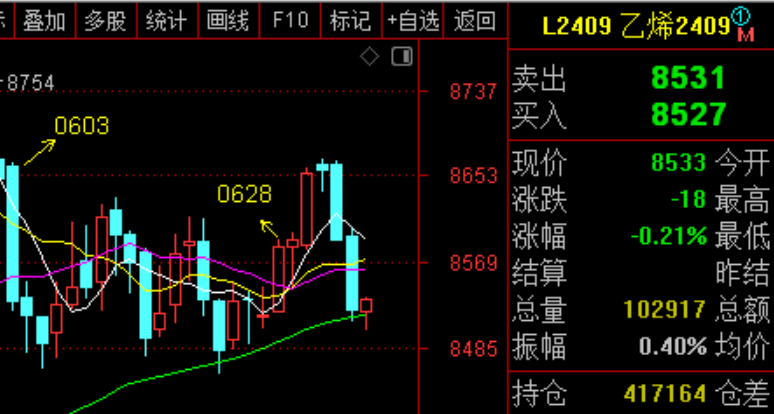 叠加 多股 统计 画线 F10 标记 +自选 返回
L2409 乙烯2409 ① M
8754
8737
0603
8653
0628
8569
8485
卖出 8531
买入 8527
现价 8533 今开
涨跌 -18 最高
涨幅 -0.21% 最低
结算 昨结
总量 102917 总额
振幅 0.40% 均价
持仓 417164 仓差